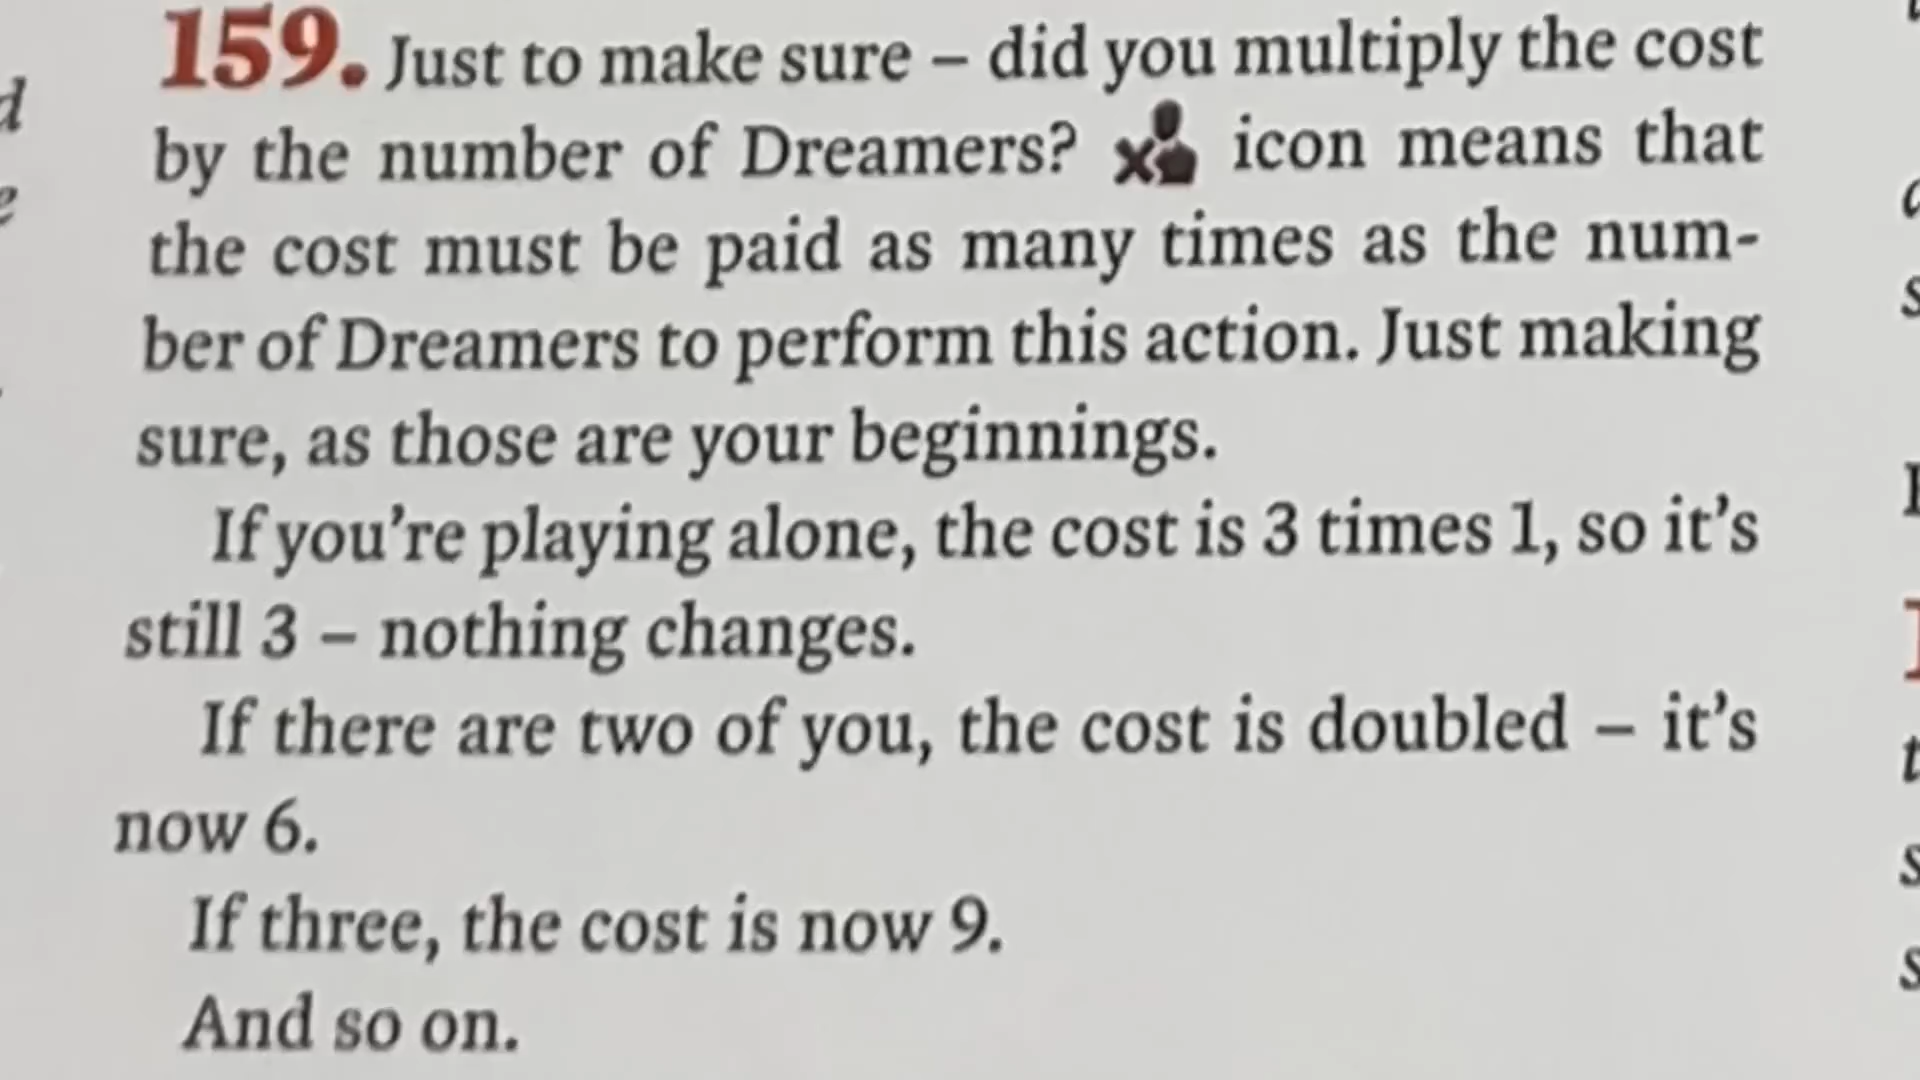 159. Just to make sure – did you multiply the cost
by the number of Dreamers? icon means that
the cost must be paid as many times as the num-
ber of Dreamers to perform this action. Just making
sure, as those are your beginnings.
If you’re playing alone, the cost is 3 times 1, so it’s
still 3 – nothing changes.
If there are two of you, the cost is doubled – it’s
now 6.
If three, the cost is now 9.
And so on.